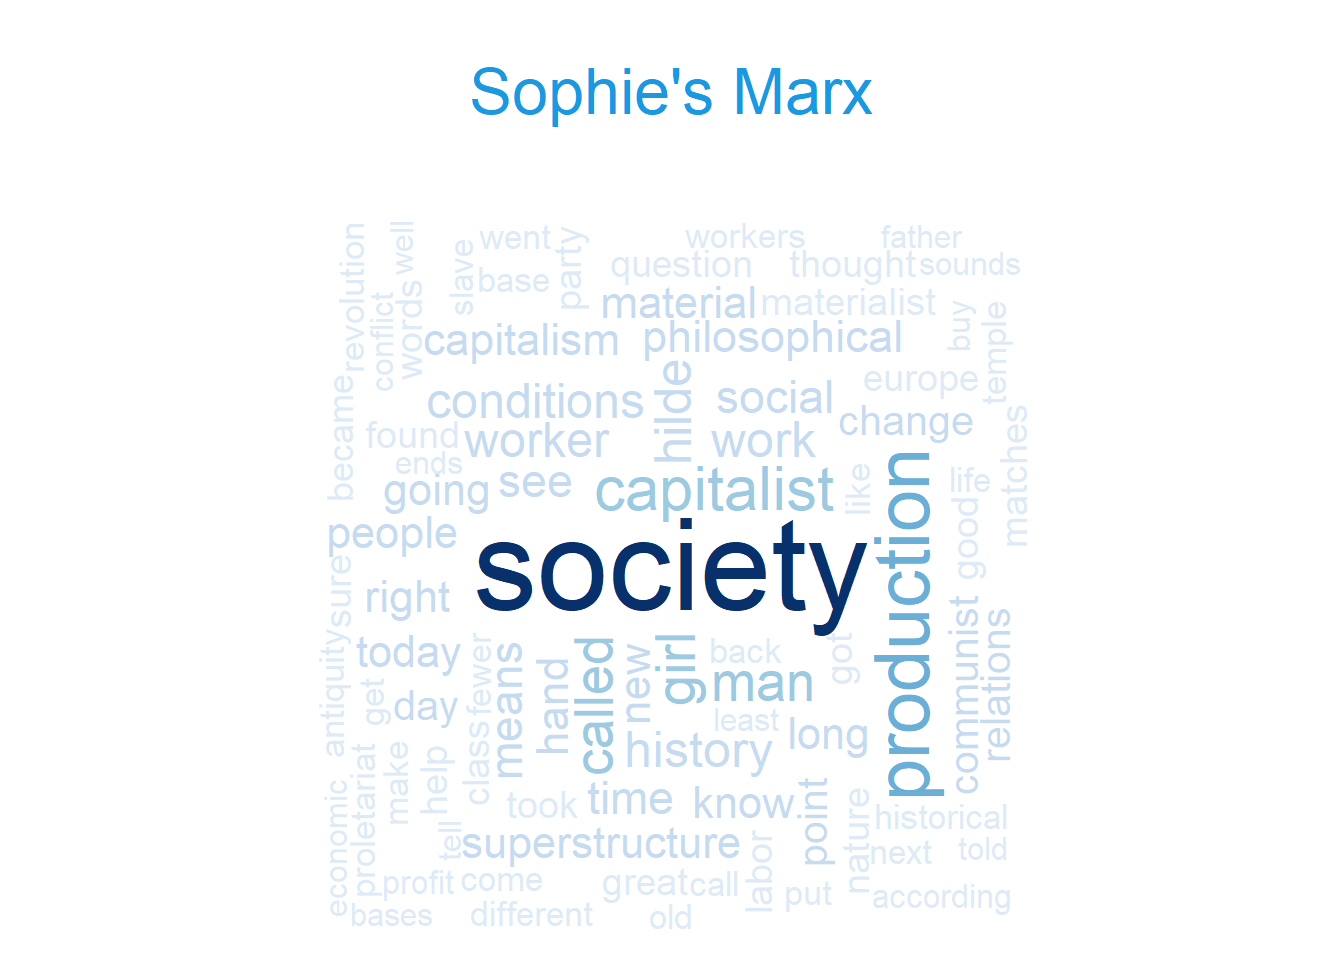 Sophie's Marx
revolution
well
went
party
workers
father
slave
base
question
thought
sounds
conflict
words
material
materialist
buy
temple
capitalism
philosophical
became
conditions
hilde
social
europe
change
matches
found
worker
work
ends
going
see
capitalist
like
production
life
good
people
society
sure
right
antiquity
today
fewer
means
hand
called
new
girl
back
man
got
communist
relations
get
day
class
least
history
long
economic
proletariat
make
help
took
time
know
point
nature
historical
tell
superstructure
labor
next
told
profit
come
great
call
put
according
bases
different
old